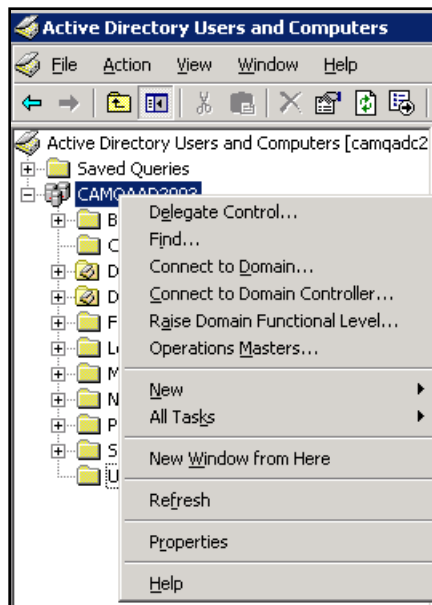 Active Directory Users and Computers
File Action View Window Help
Active Directory Users and Computers [camqadc2
Saved Queries
CAMQAAD2003
Delegate Control...
B
Find...
C
Connect to Domain...
D
Connect to Domain Controller...
D
Raise Domain Functional Level...
F
Operations Masters...
L
M
New
N
All Tasks
P
New Window from Here
S
U
Refresh
Properties
Help